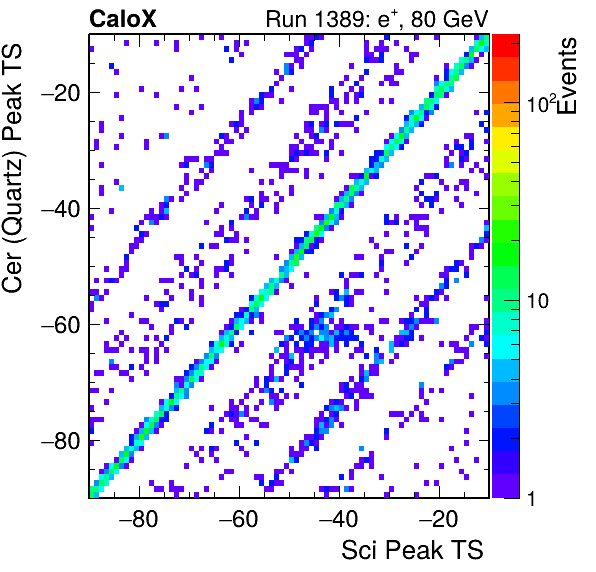 CaloX Run 1389: e⁺, 80 GeV
Cer (Quartz) Peak TS
−20
−40
−60
−80
−80 −60 −40 −20
Sci Peak TS
Events
10²
10
1